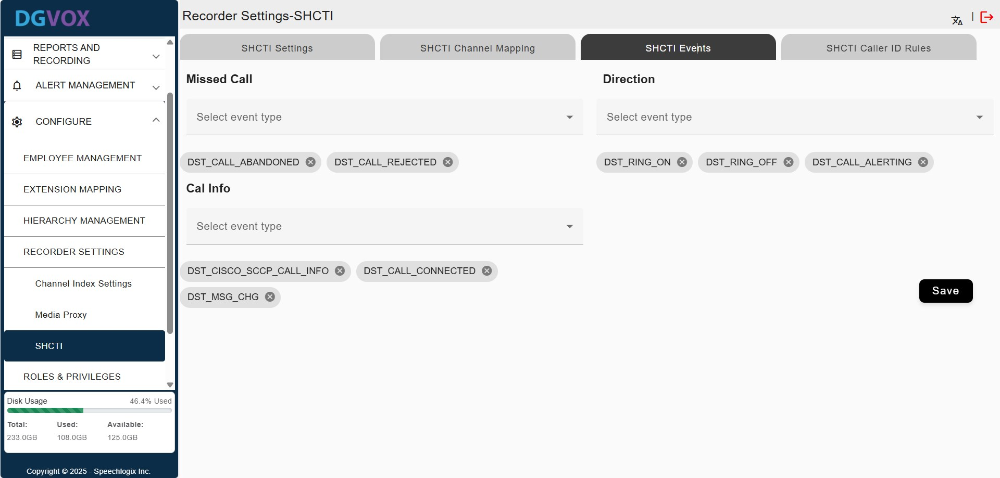 DGVOX
REPORTS AND
RECORDING
ALERT MANAGEMENT
CONFIGURE
EMPLOYEE MANAGEMENT
EXTENSION MAPPING
HIERARCHY MANAGEMENT
RECORDER SETTINGS
Channel Index Settings
Media Proxy
SHCTI
ROLES & PRIVILEGES
Disk Usage 46.4% Used
Total: Used: Available:
233.0GB 108.0GB 125.0GB
Copyright © 2025 - Speechlogix Inc.
Recorder Settings-SHCTI
SHCTI Settings SHCTI Channel Mapping SHCTI Events SHCTI Caller ID Rules
Missed Call
Select event type
DST_CALL_ABANDONED DST_CALL_REJECTED
Direction
Select event type
DST_RING_ON DST_RING_OFF DST_CALL_ALERTING
Cal Info
Select event type
DST_CISCO_SCCP_CALL_INFO DST_CALL_CONNECTED
DST_MSG_CHG
Save